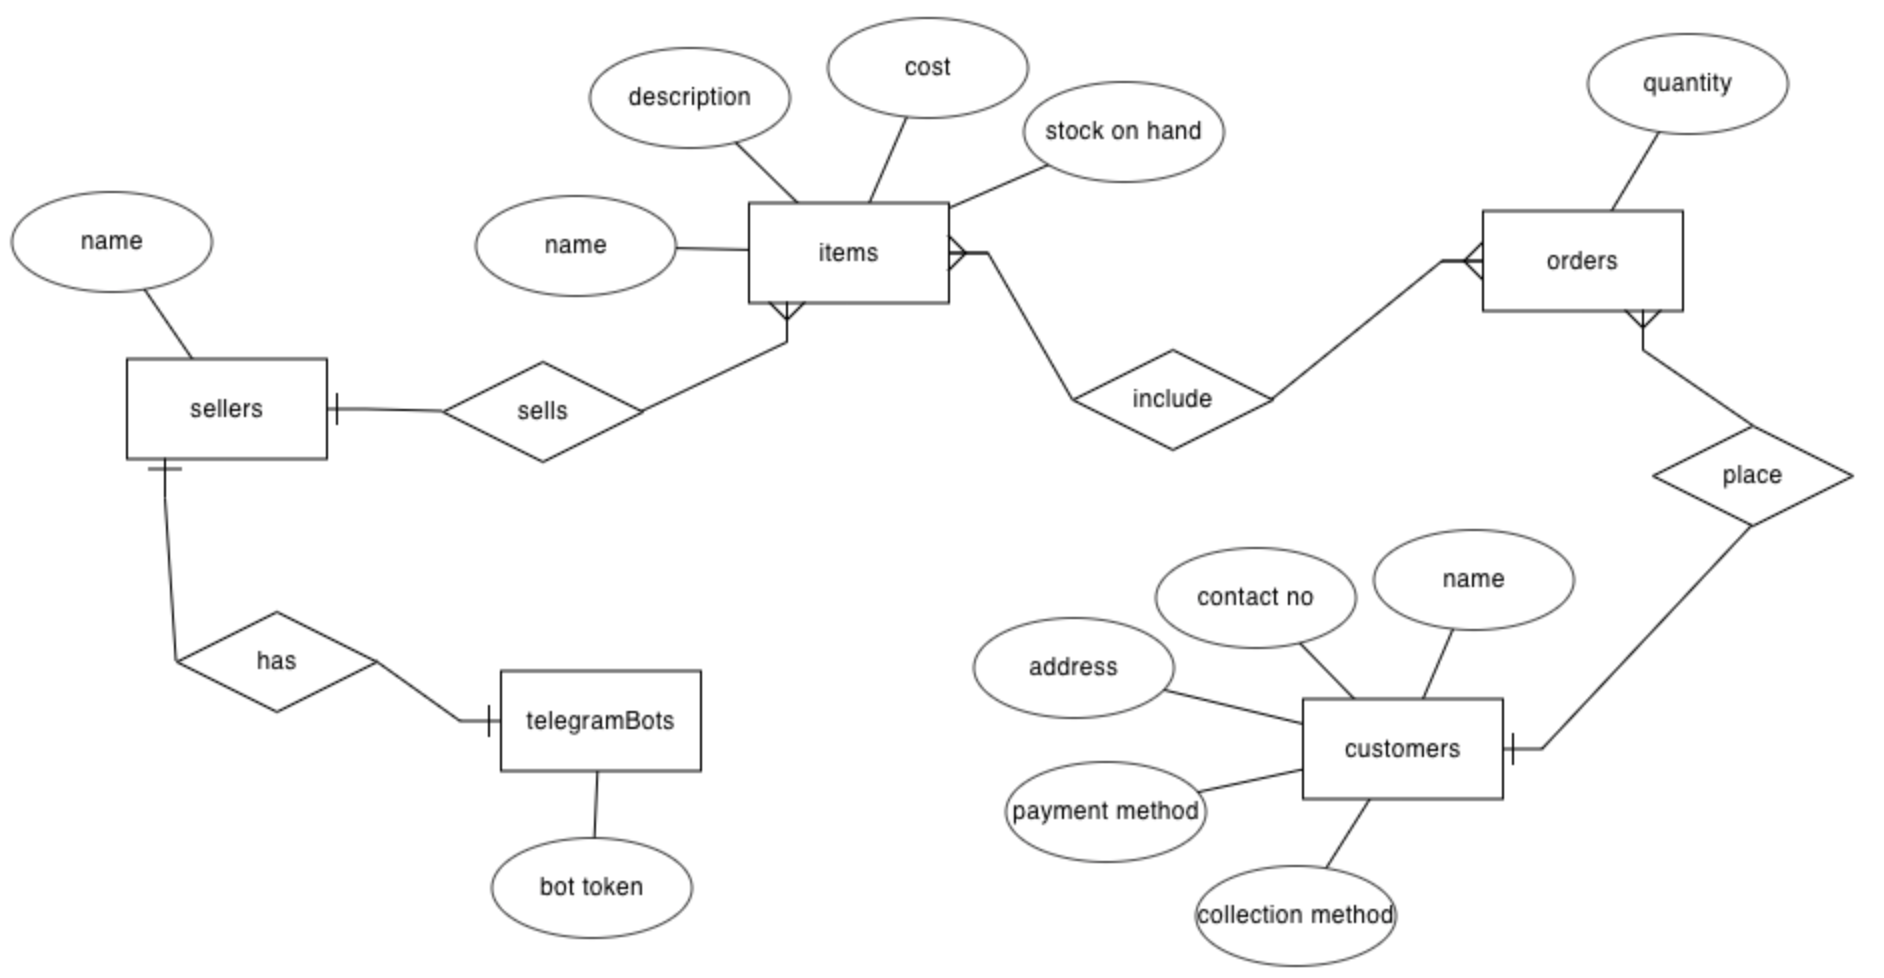 cost
quantity
description
stock on hand
name
name
items
orders
sellers
sells
include
place
contact no
name
has
address
telegramBots
customers
payment method
bot token
collection method